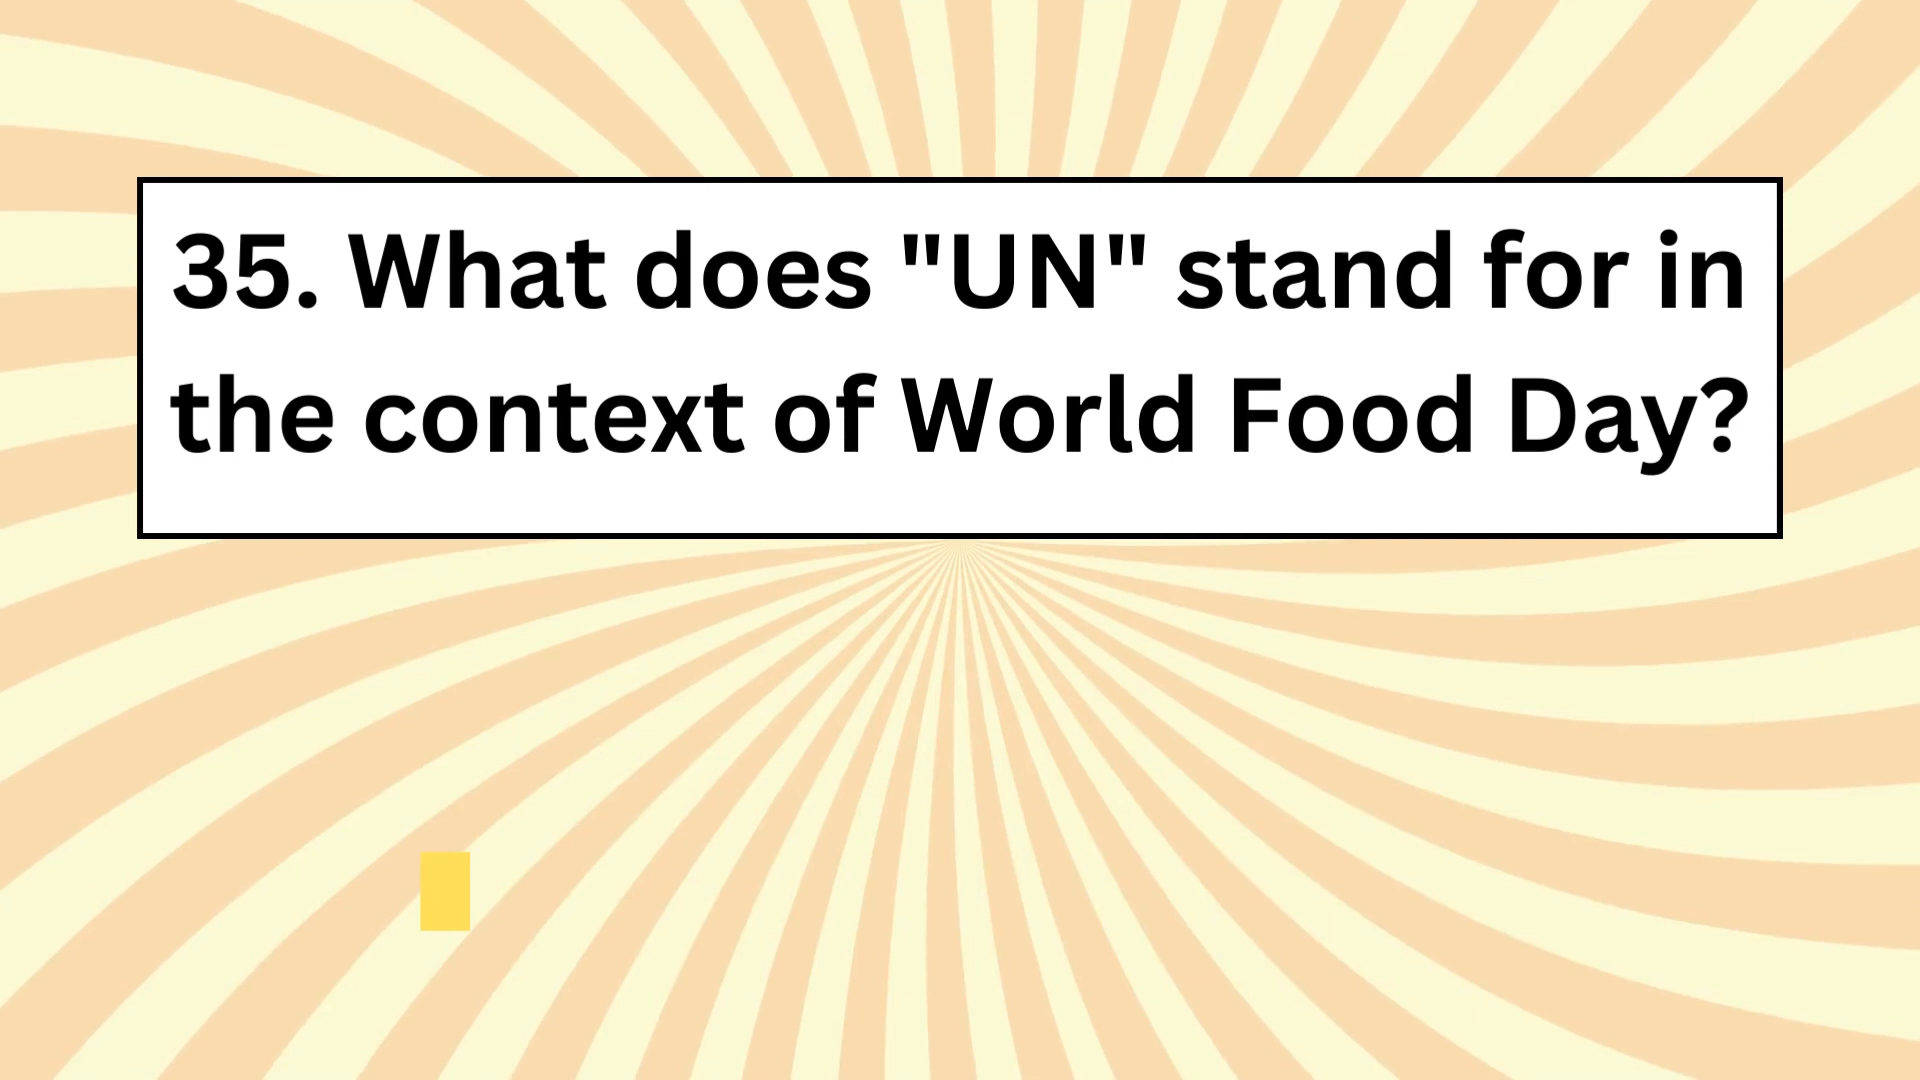 35. What does "UN" stand for in
the context of World Food Day?